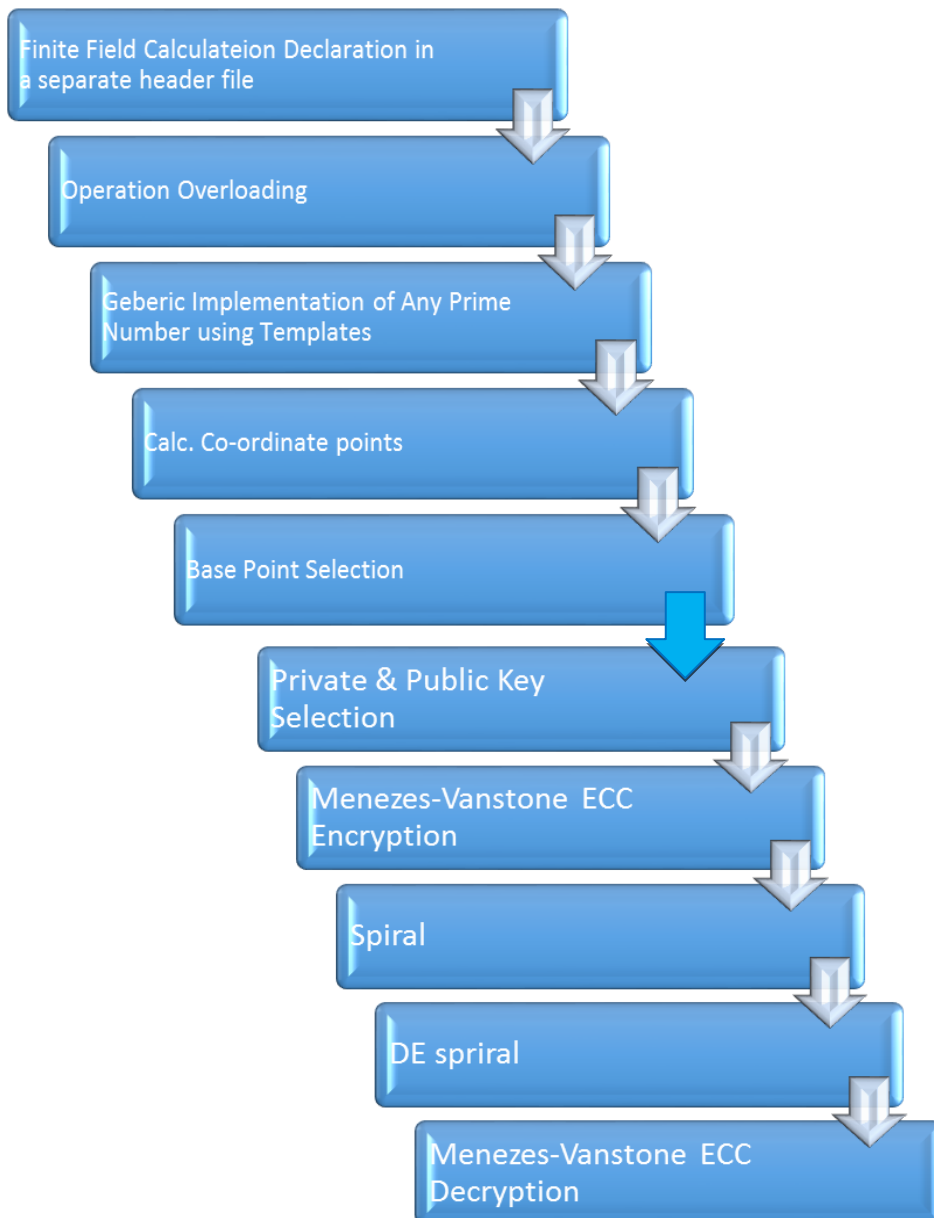 Finite Field Calculateion Declaration in
a separate header file
Operation Overloading
Geberic Implementation of Any Prime
Number using Templates
Calc. Co-ordinate points
Base Point Selection
Private & Public Key
Selection
Menezes-Vanstone ECC
Encryption
Spiral
DE spriral
Menezes-Vanstone ECC
Decryption